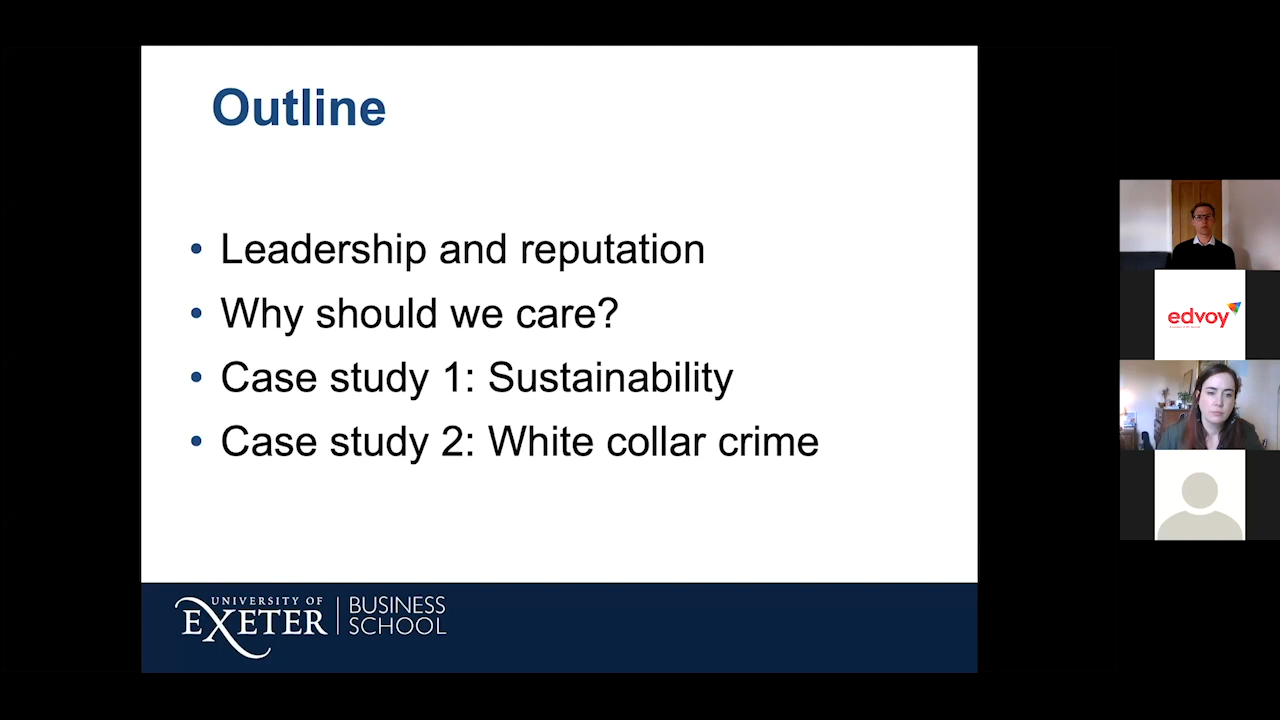 Outline
• Leadership and reputation
• Why should we care?
• Case study 1: Sustainability
• Case study 2: White collar crime
UNIVERSITY OF
EXETER
BUSINESS
SCHOOL
edvoy